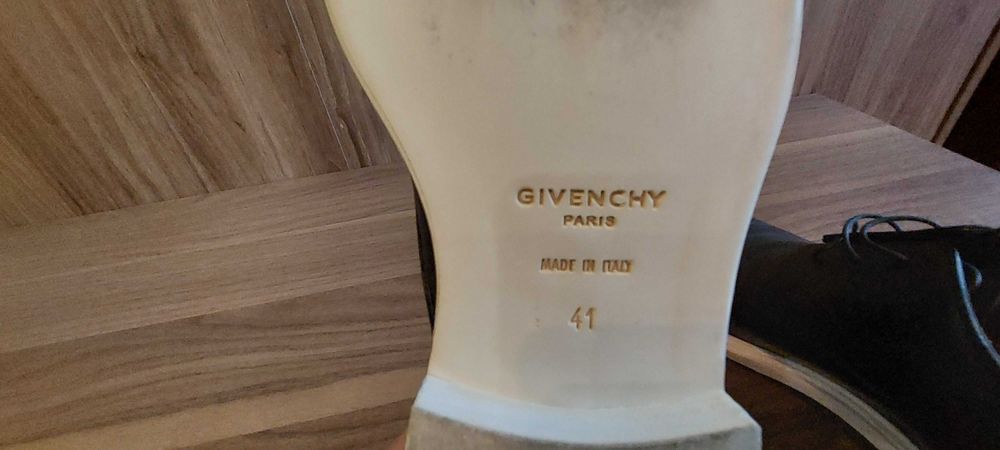 GIVENCHY
PARIS
MADE IN ITALY
41